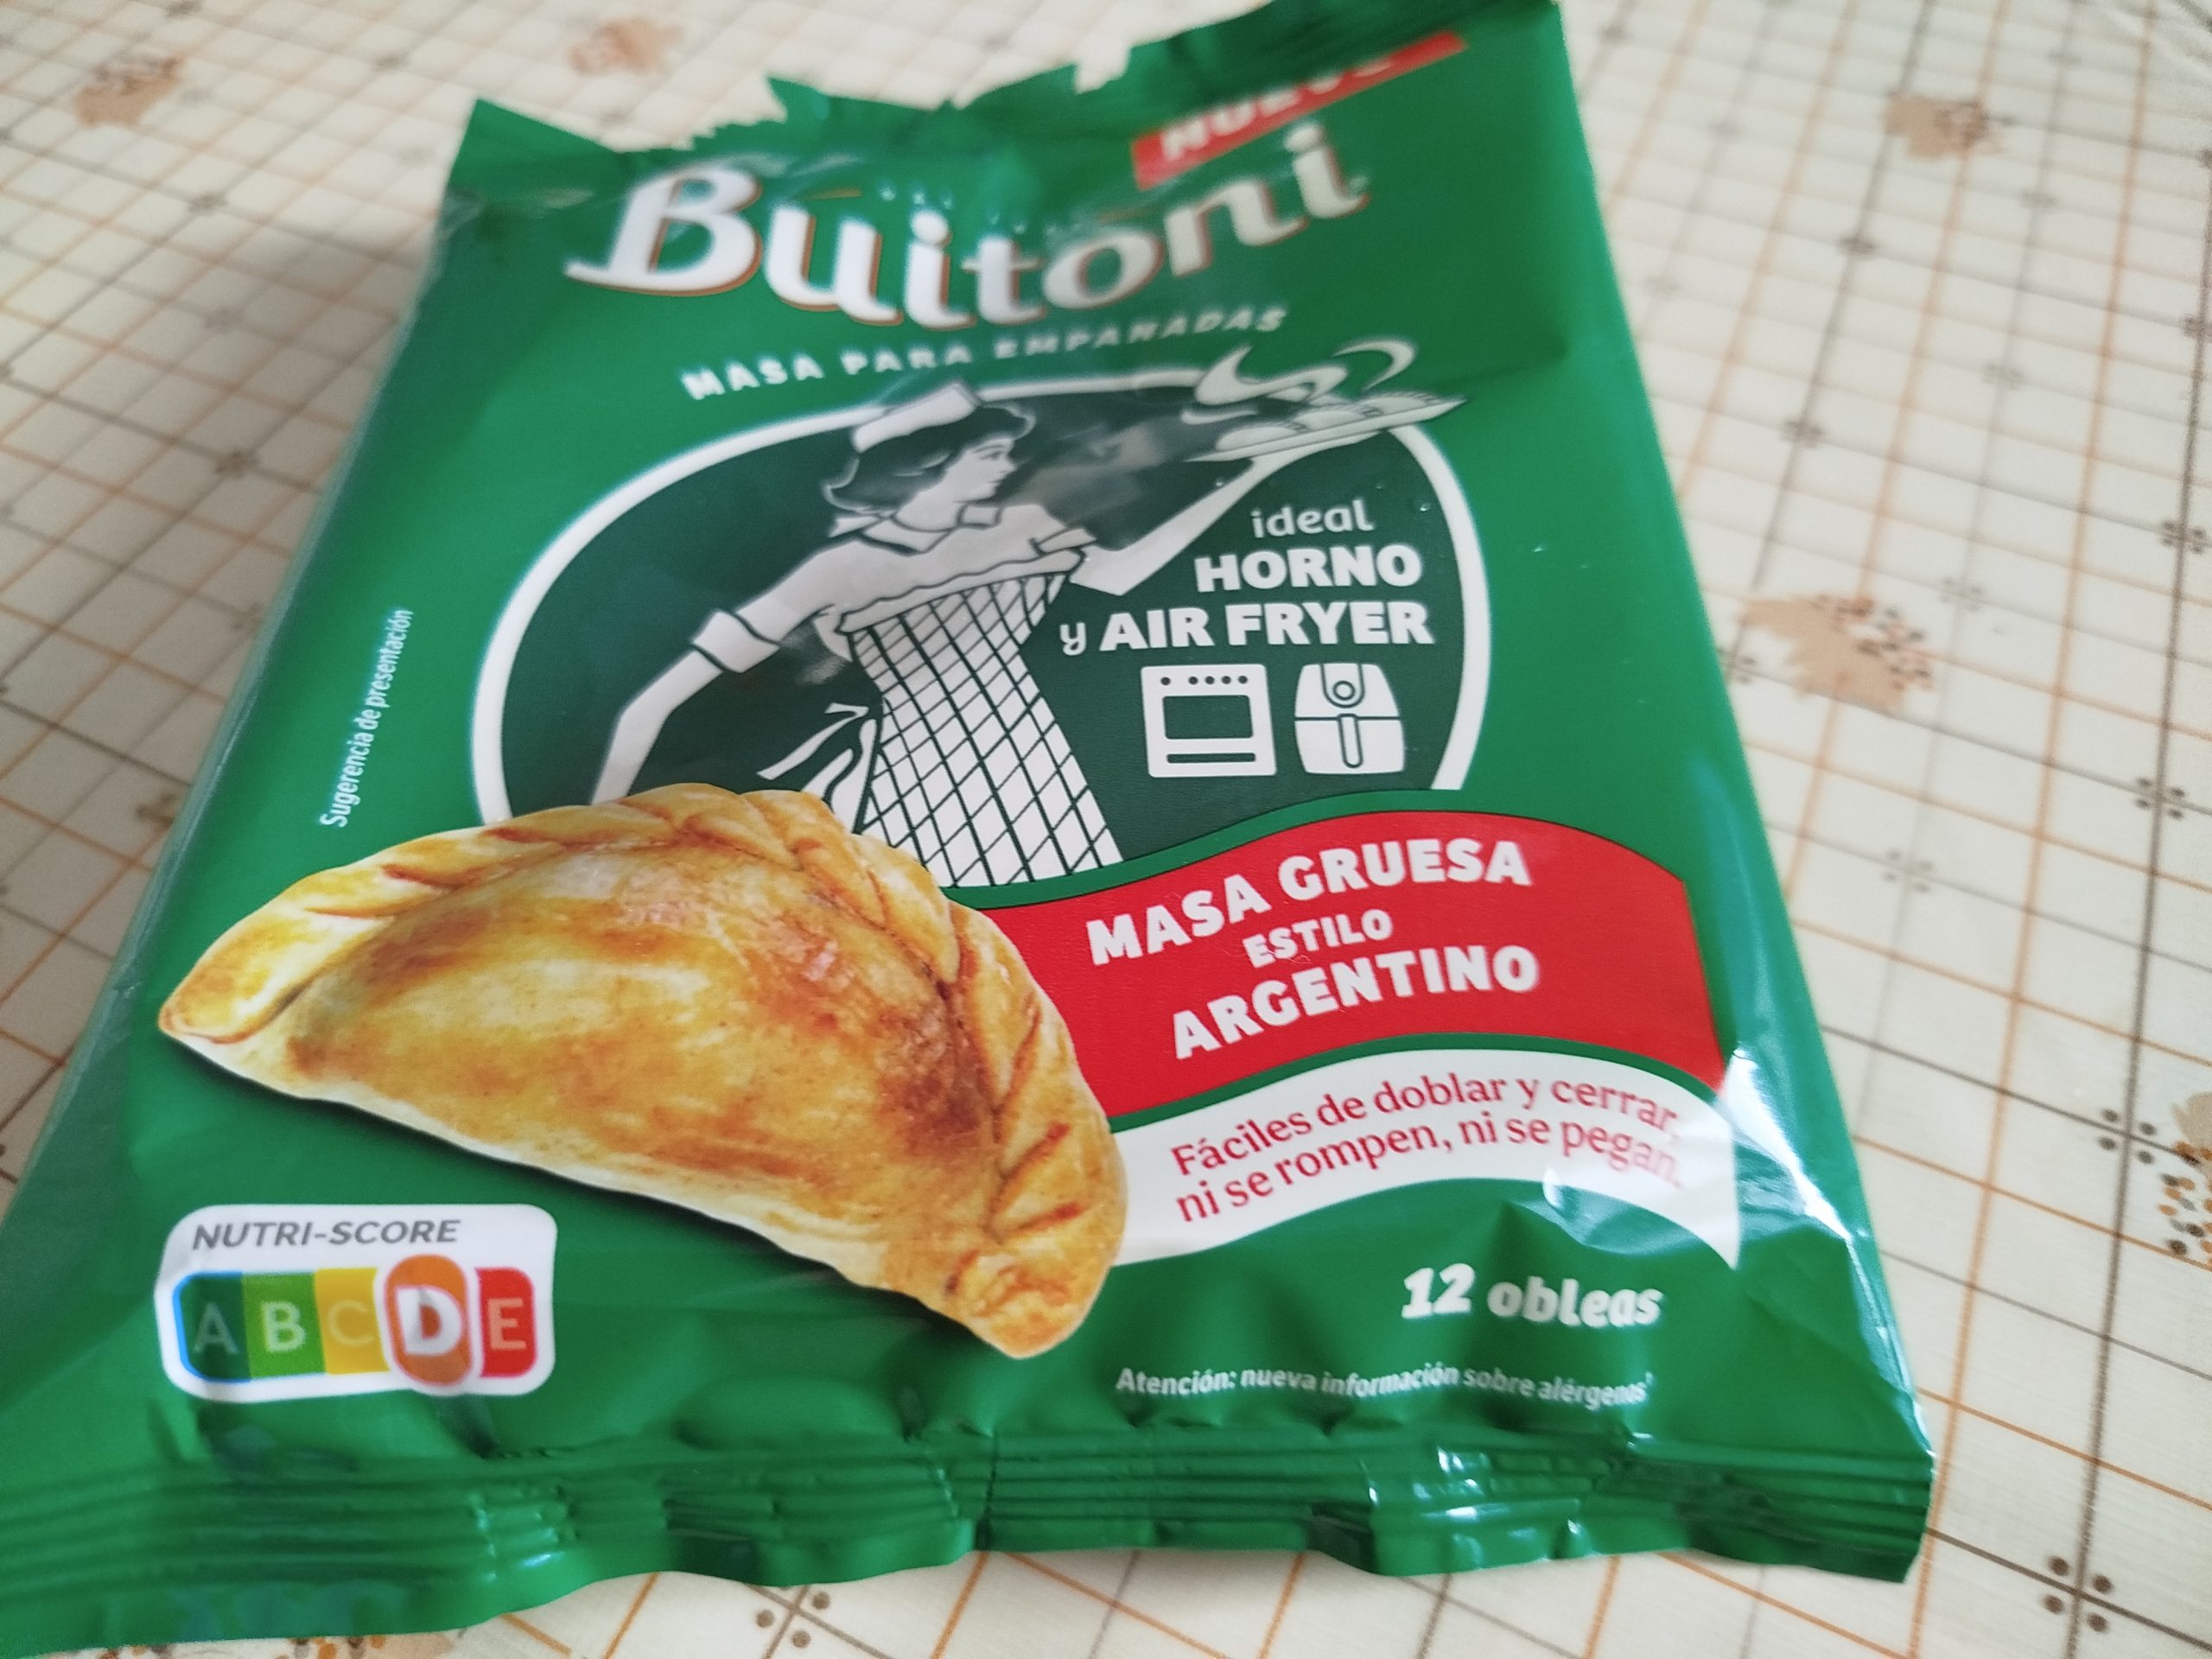 NUEVOS
Buitoni
MASA PARA EMPANADAS
ideal
HORNO
y AIR FRYER
Sugerencia de presentación
MASA GRUESA
ESTILO
ARGENTINO
Fáciles de doblar y cerrar,
ni se rompen, ni se pegan.
NUTRI-SCORE
A B C D E
12 obleas
Atención: nueva información sobre alérgenos